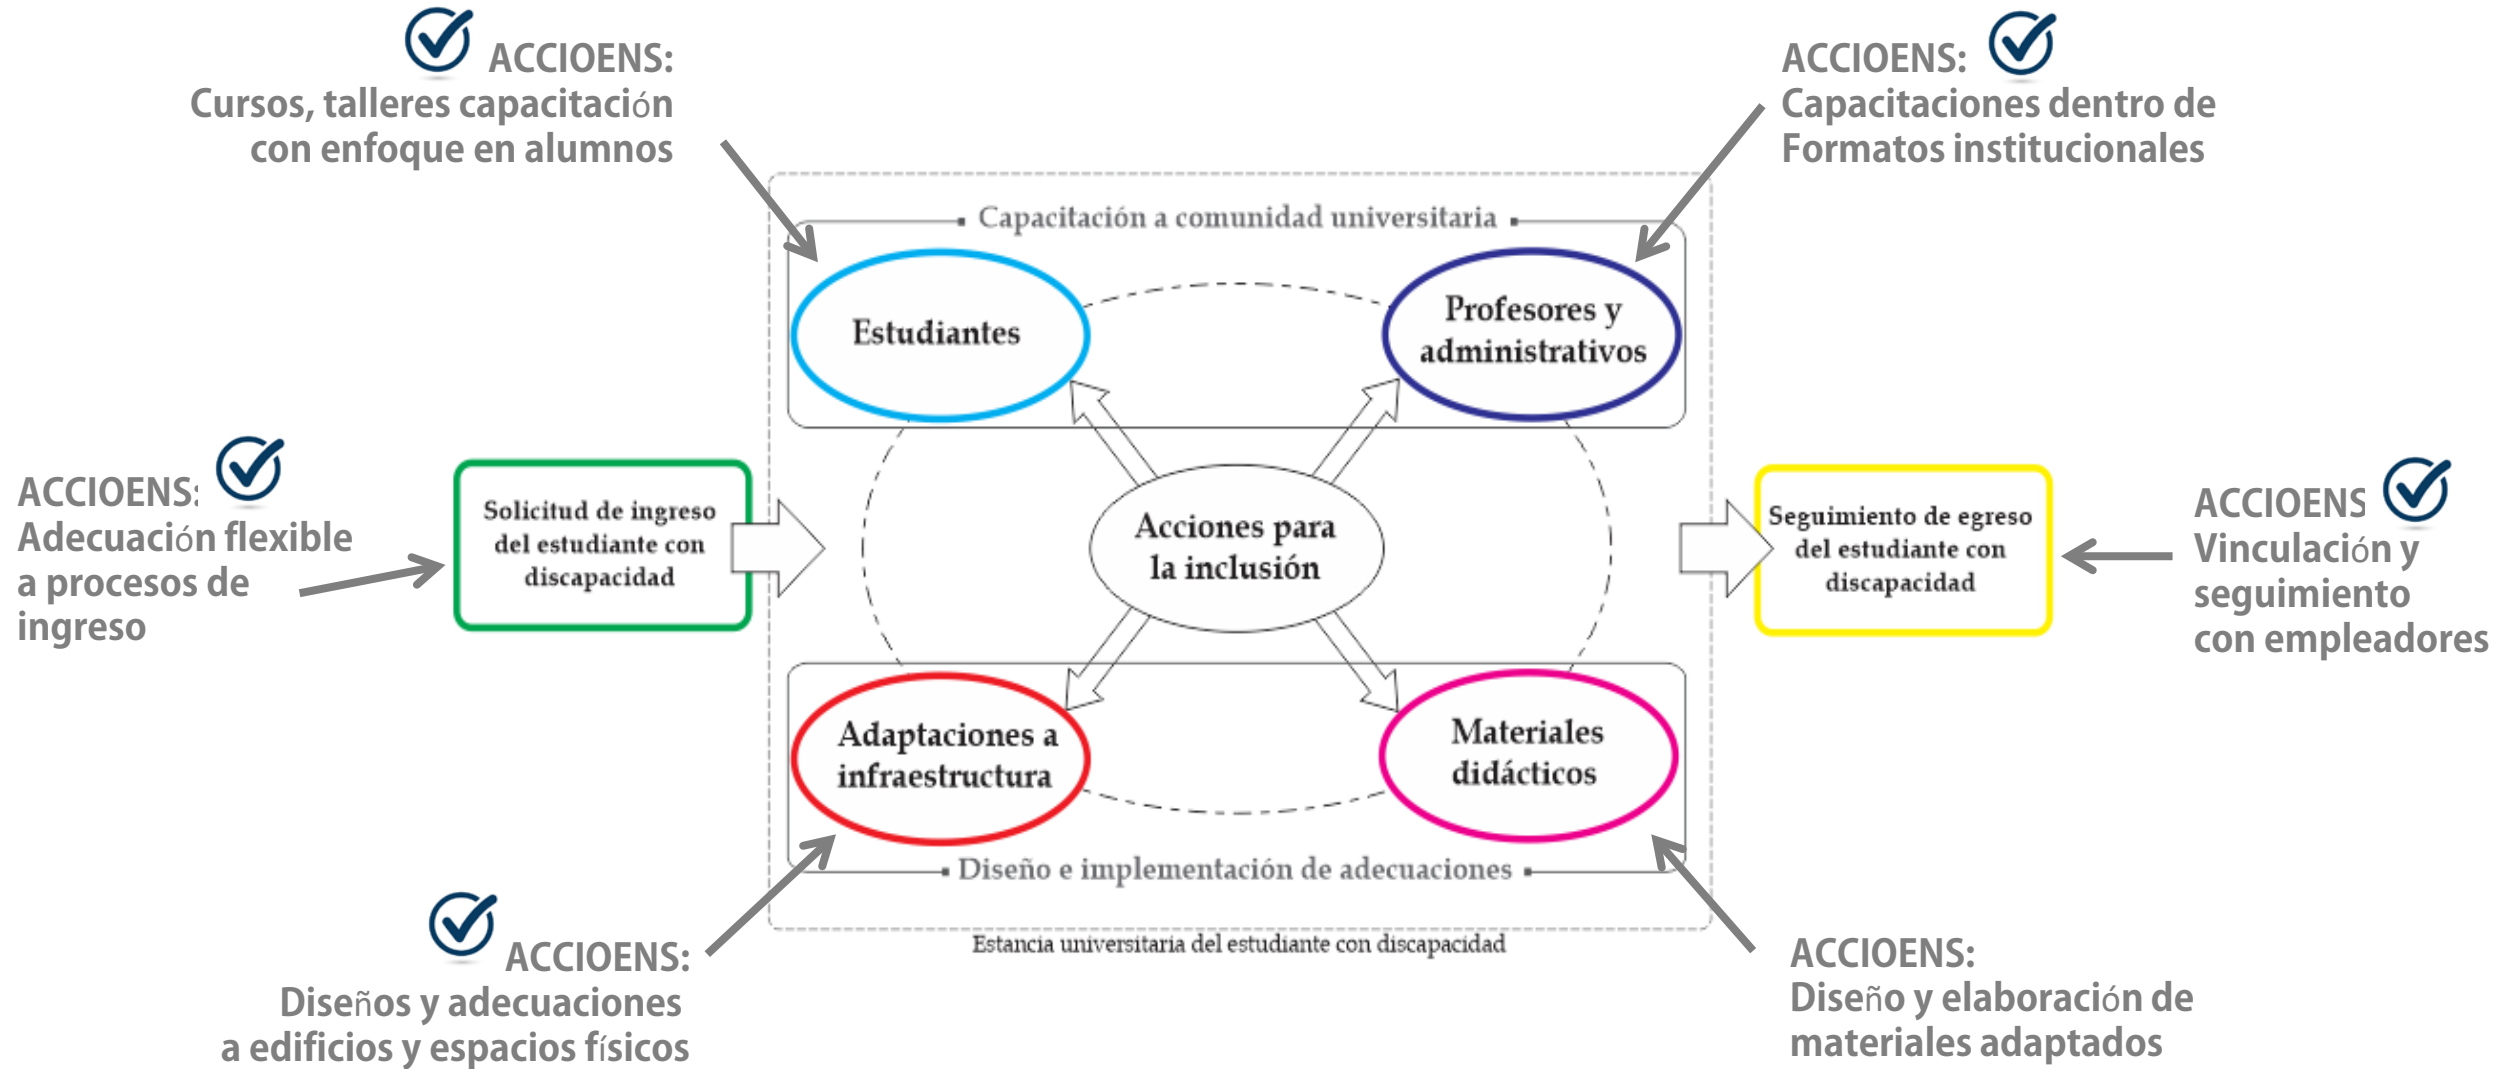 ACCIOENS:
Cursos, talleres capacitación
con enfoque en alumnos
ACCIOENS:
Capacitaciones dentro de
Formatos institucionales
Capacitación a comunidad universitaria
Estudiantes
Profesores y
administrativos
ACCIOENS:
Adecuación flexible
a procesos de
ingreso
Solicitud de ingreso
del estudiante con
discapacidad
Acciones para
la inclusión
Seguimiento de egreso
del estudiante con
discapacidad
ACCIOENS
Vinculación y
seguimiento
con empleadores
Adaptaciones a
infraestructura
Materiales
didácticos
Diseño e implementación de adecuaciones
Estancia universitaria del estudiante con discapacidad
ACCIOENS:
Diseños y adecuaciones
a edificios y espacios físicos
ACCIOENS:
Diseño y elaboración de
materiales adaptados